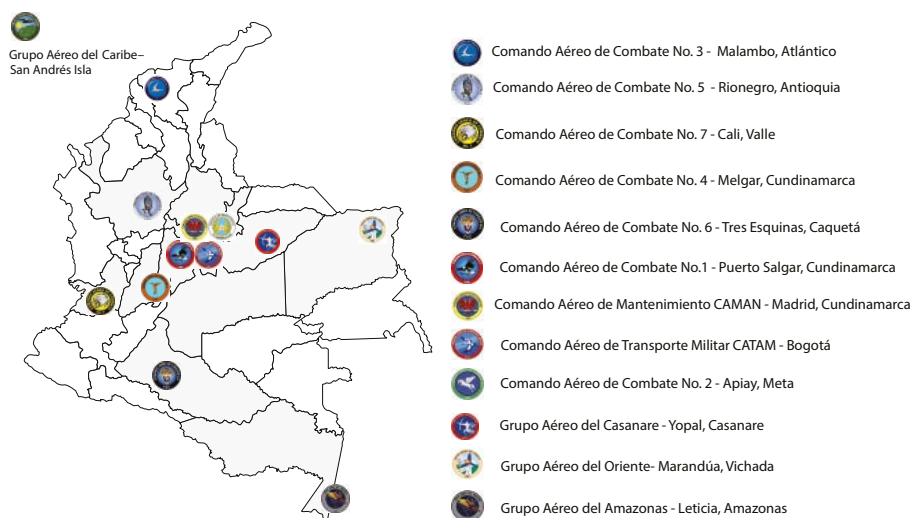 Grupo Aéreo del Caribe–
San Andrés Isla
Comando Aéreo de Combate No. 3 - Malambo, Atlántico
Comando Aéreo de Combate No. 5 - Rionegro, Antioquia
Comando Aéreo de Combate No. 7 - Cali, Valle
Comando Aéreo de Combate No. 4 - Melgar, Cundinamarca
Comando Aéreo de Combate No. 6 - Tres Esquinas, Caquetá
Comando Aéreo de Combate No.1 - Puerto Salgar, Cundinamarca
Comando Aéreo de Mantenimiento CAMAN - Madrid, Cundinamarca
Comando Aéreo de Transporte Militar CATAM - Bogotá
Comando Aéreo de Combate No. 2 - Apiay, Meta
Grupo Aéreo del Casanare - Yopal, Casanare
Grupo Aéreo del Oriente- Marandúa, Vichada
Grupo Aéreo del Amazonas - Leticia, Amazonas